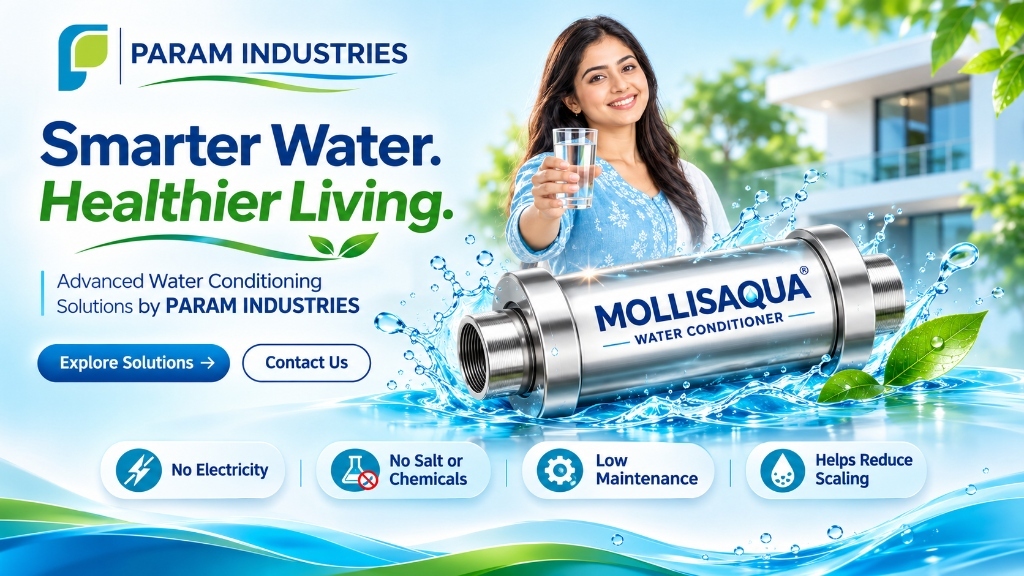 PARAM INDUSTRIES
Smarter Water.
Healthier Living.
Advanced Water Conditioning
Solutions by PARAM INDUSTRIES
Explore Solutions →
Contact Us
MOLLISAQUA®
WATER CONDITIONER
No Electricity
No Salt or
Chemicals
Low
Maintenance
Helps Reduce
Scaling